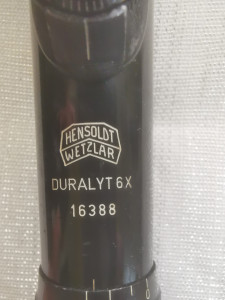 HENSOLDT
WETZLAR
DURALYT 6X
16388